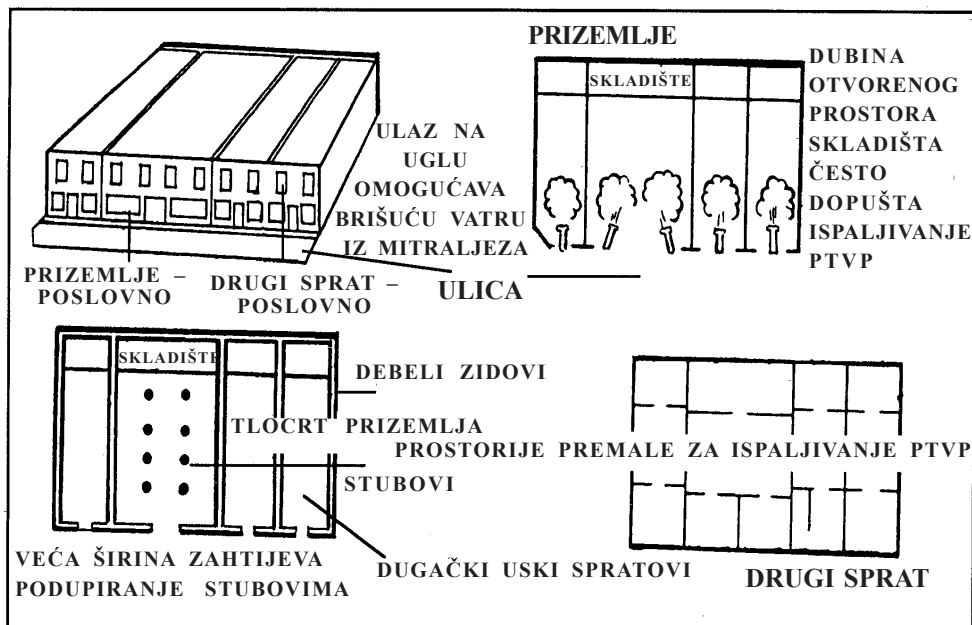 PRIZEMLJE
SKLADIŠTE
DUBINA
OTVORENOG
PROSTORA
SKLADIŠTA
ČESTO
DOPUŠTA
ISPALJIVANJE
PTVP
ULAZ NA
UGLU
OMOGUĆAVA
BRIŠUĆU VATRU
IZ MITRALJEZA
PRIZEMLJE –
POSLOVNO
DRUGI SPRAT –
POSLOVNO
ULICA
SKLADIŠTE
DEBELI ZIDOVI
TLOCRT PRIZEMLJA
PROSTORIJE PREMALE ZA ISPALJIVANJE PTVP
STUBOVI
VEĆA ŠIRINA ZAHTIJEVA
PODUPIRANJE STUBOVIMA
DUGAČKI USKI SPRATOVI
DRUGI SPRAT